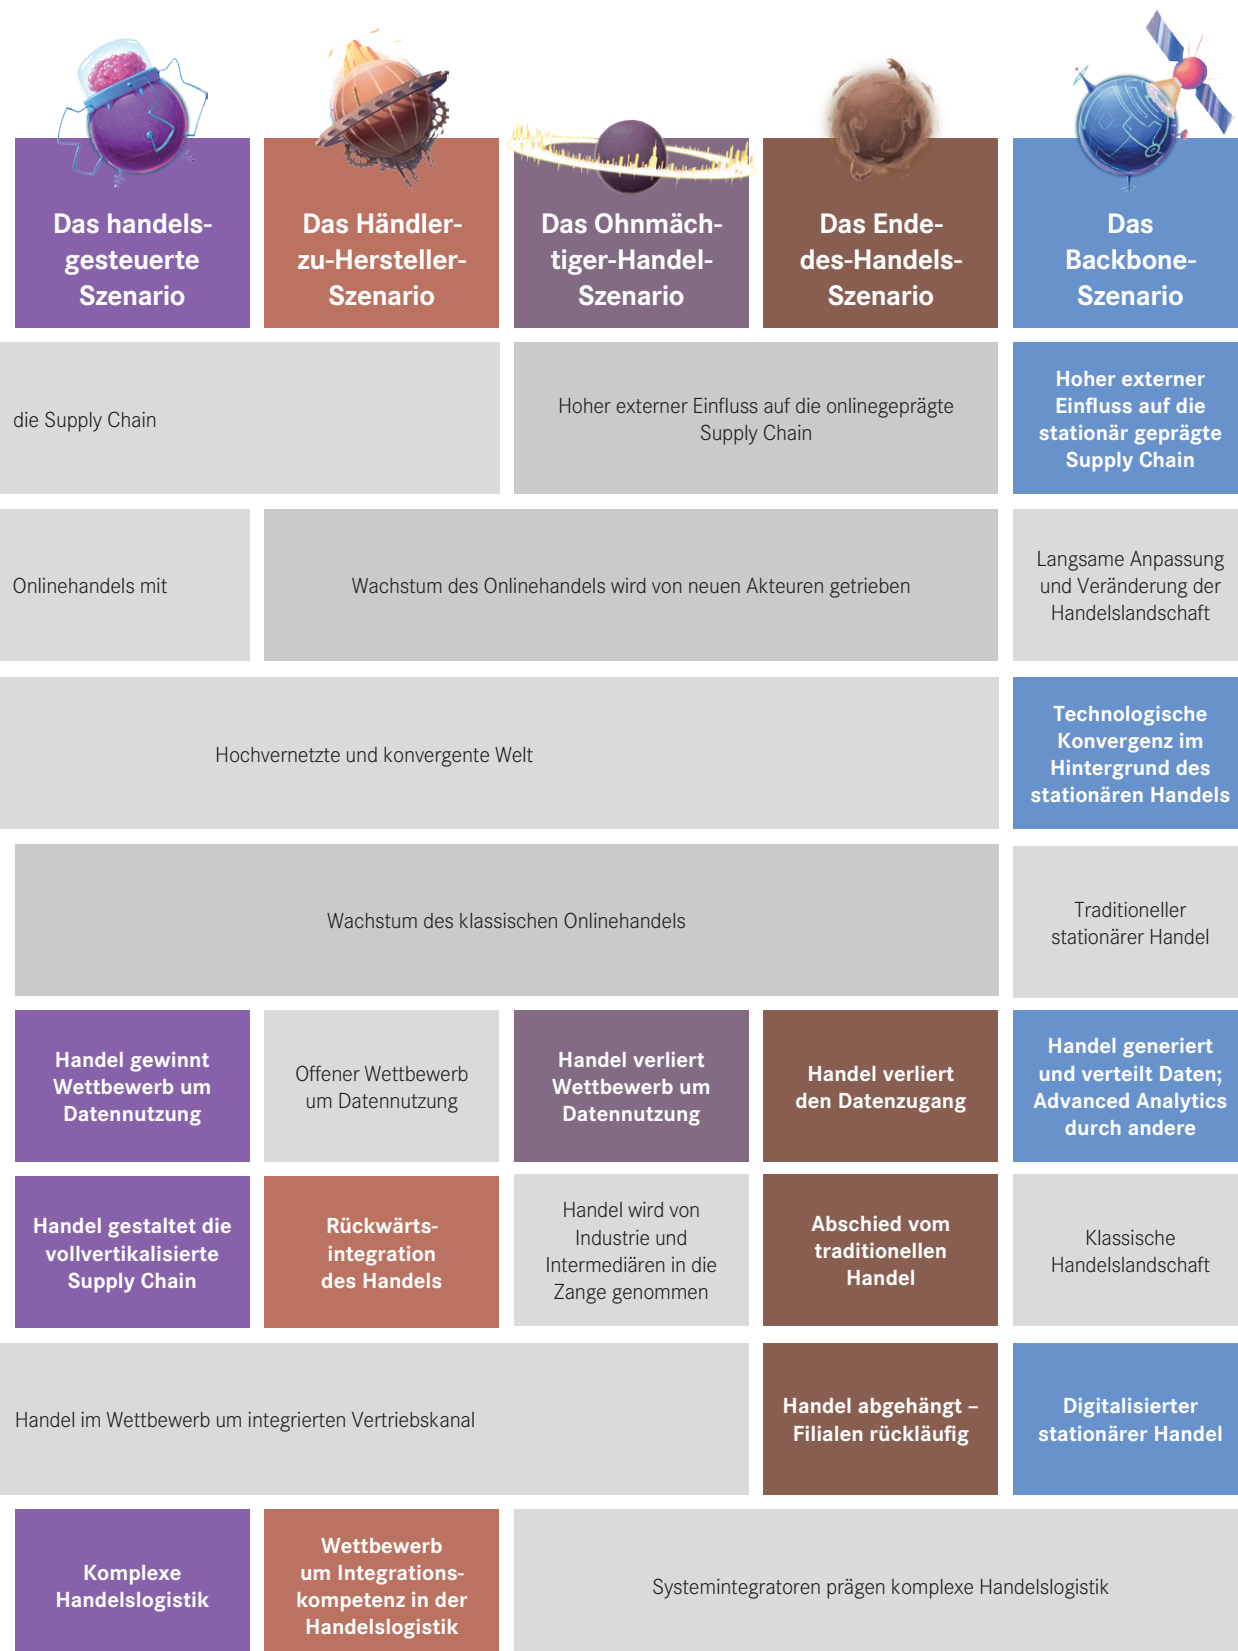 Das handels-
gesteuerte
Szenario
Das Händler-
zu-Hersteller-
Szenario
Das Ohnmäch-
tiger-Handel-
Szenario
Das Ende-
des-Handels-
Szenario
Das
Backbone-
Szenario
die Supply Chain
Hoher externer Einfluss auf die onlinegeprägte
Supply Chain
Hoher externer
Einfluss auf die
stationär geprägte
Supply Chain
Onlinehandels mit
Wachstum des Onlinehandels wird von neuen Akteuren getrieben
Langsame Anpassung
und Veränderung der
Handelslandschaft
Hochvernetzte und konvergente Welt
Technologische
Konvergenz im
Hintergrund des
stationären Handels
Wachstum des klassischen Onlinehandels
Traditioneller
stationärer Handel
Handel gewinnt
Wettbewerb um
Datennutzung
Offener Wettbewerb
um Datennutzung
Handel verliert
Wettbewerb um
Datennutzung
Handel verliert
den Datenzugang
Handel generiert
und verteilt Daten;
Advanced Analytics
durch andere
Handel gestaltet die
vollvertikalisierte
Supply Chain
Rückwärts-
integration
des Handels
Handel wird von
Industrie und
Intermediären in die
Zange genommen
Abschied vom
traditionellen
Handel
Klassische
Handelslandschaft
Handel im Wettbewerb um integrierten Vertriebskanal
Handel abgehängt –
Filialen rückläufig
Digitalisierter
stationärer Handel
Komplexe
Handelslogistik
Wettbewerb
um Integrations-
kompetenz in der
Handelslogistik
Systemintegratoren prägen komplexe Handelslogistik